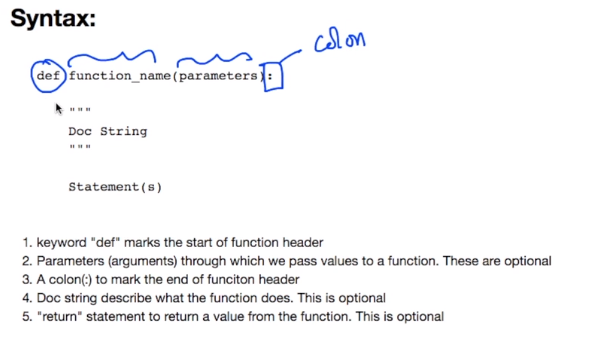 Syntax:
colon
def function_name(parameters):
"""
Doc String
"""
Statement(s)
1. keyword "def" marks the start of function header
2. Parameters (arguments) through which we pass values to a function. These are optional
3. A colon(:) to mark the end of funciton header
4. Doc string describe what the function does. This is optional
5. "return" statement to return a value from the function. This is optional